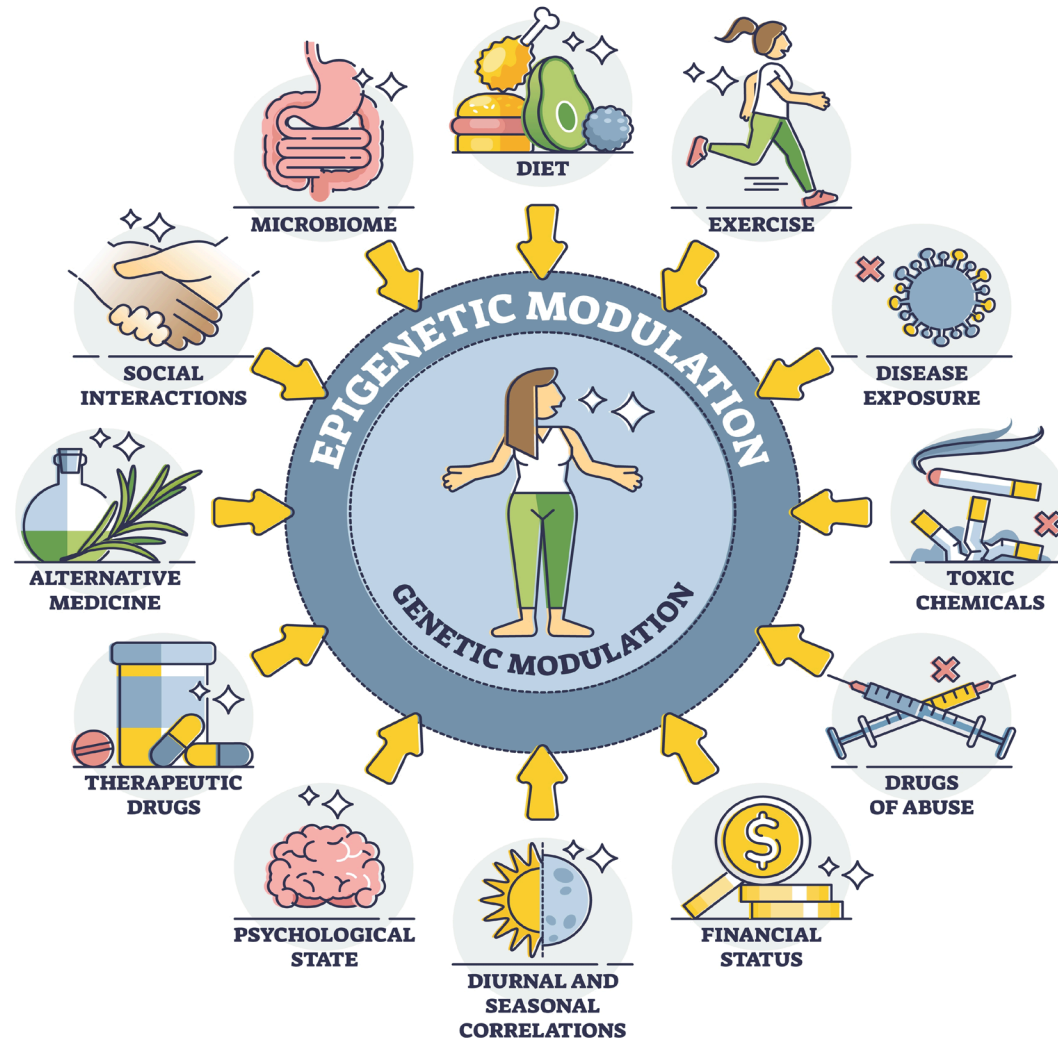 DIET
MICROBIOME
EXERCISE
EPIGENETIC MODULATION
SOCIAL
INTERACTIONS
DISEASE
EXPOSURE
ALTERNATIVE
MEDICINE
TOXIC
CHEMICALS
GENETIC MODULATION
THERAPEUTIC
DRUGS
DRUGS
OF ABUSE
PSYCHOLOGICAL
STATE
$
FINANCIAL
STATUS
DIURNAL AND
SEASONAL
CORRELATIONS